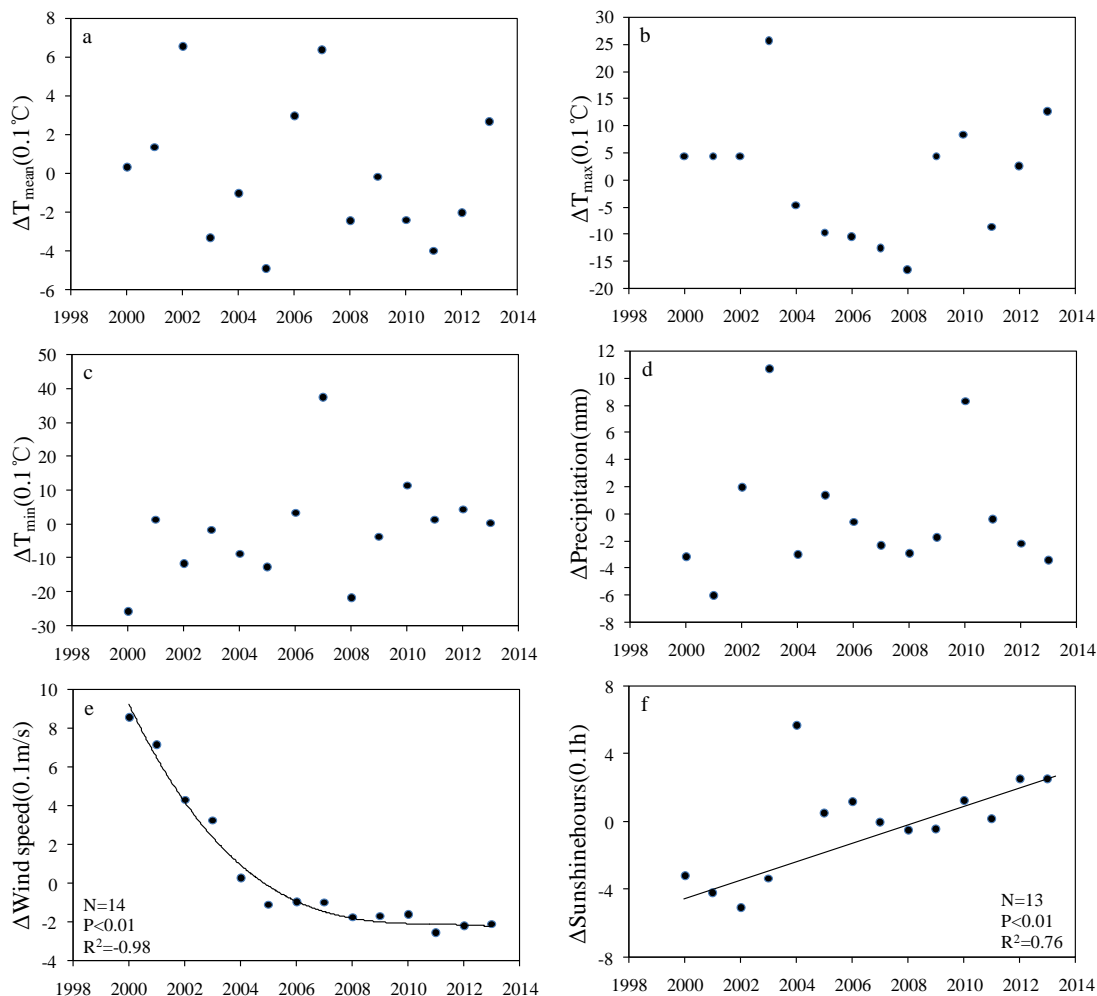 a
8
6
4
2
0
-2
-4
-6
ΔTmean(0.1℃)
1998 2000 2002 2004 2006 2008 2010 2012 2014
b
30
25
20
15
10
5
0
-5
-10
-15
-20
ΔTmax(0.1℃)
1998 2000 2002 2004 2006 2008 2010 2012 2014
c
50
40
30
20
10
0
-10
-20
-30
ΔTmin(0.1℃)
1998 2000 2002 2004 2006 2008 2010 2012 2014
d
12
10
8
6
4
2
0
-2
-4
-6
-8
ΔPrecipitation(mm)
1998 2000 2002 2004 2006 2008 2010 2012 2014
e
10
8
6
4
2
0
-2
-4
ΔWind speed(0.1m/s)
N=14
P<0.01
R²=-0.98
1998 2000 2002 2004 2006 2008 2010 2012 2014
f
8
4
0
-4
-8
ΔSunshinehours(0.1h)
N=13
P<0.01
R²=0.76
1998 2000 2002 2004 2006 2008 2010 2012 2014